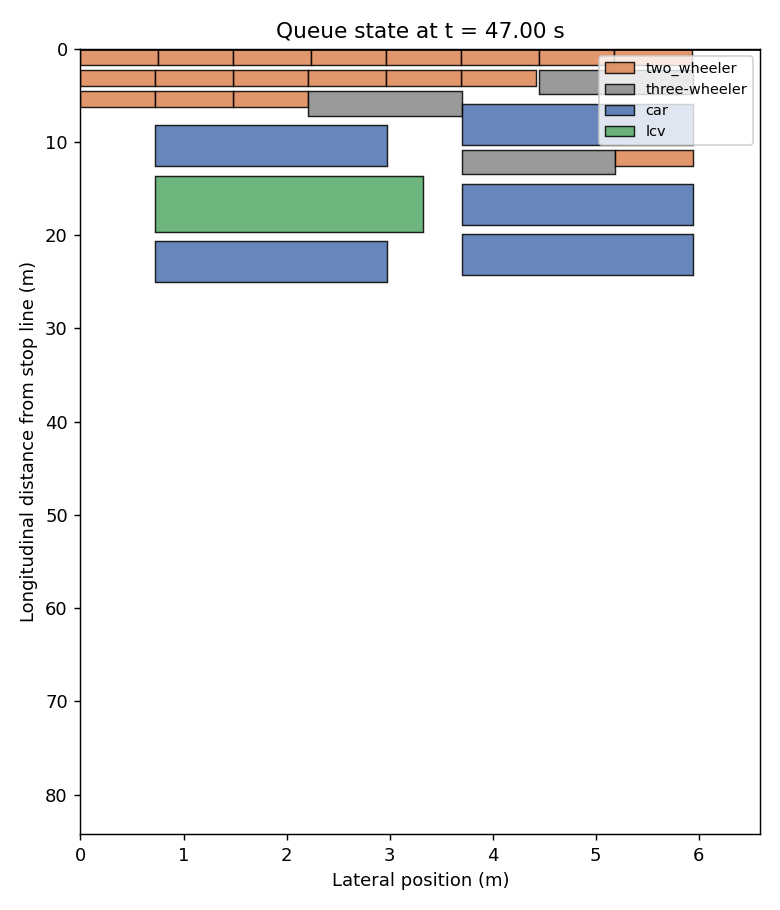 Queue state at t = 47.00 s
two_wheeler
three-wheeler
car
lcv
0
10
20
30
40
50
60
70
80
Longitudinal distance from stop line (m)
0 1 2 3 4 5 6
Lateral position (m)